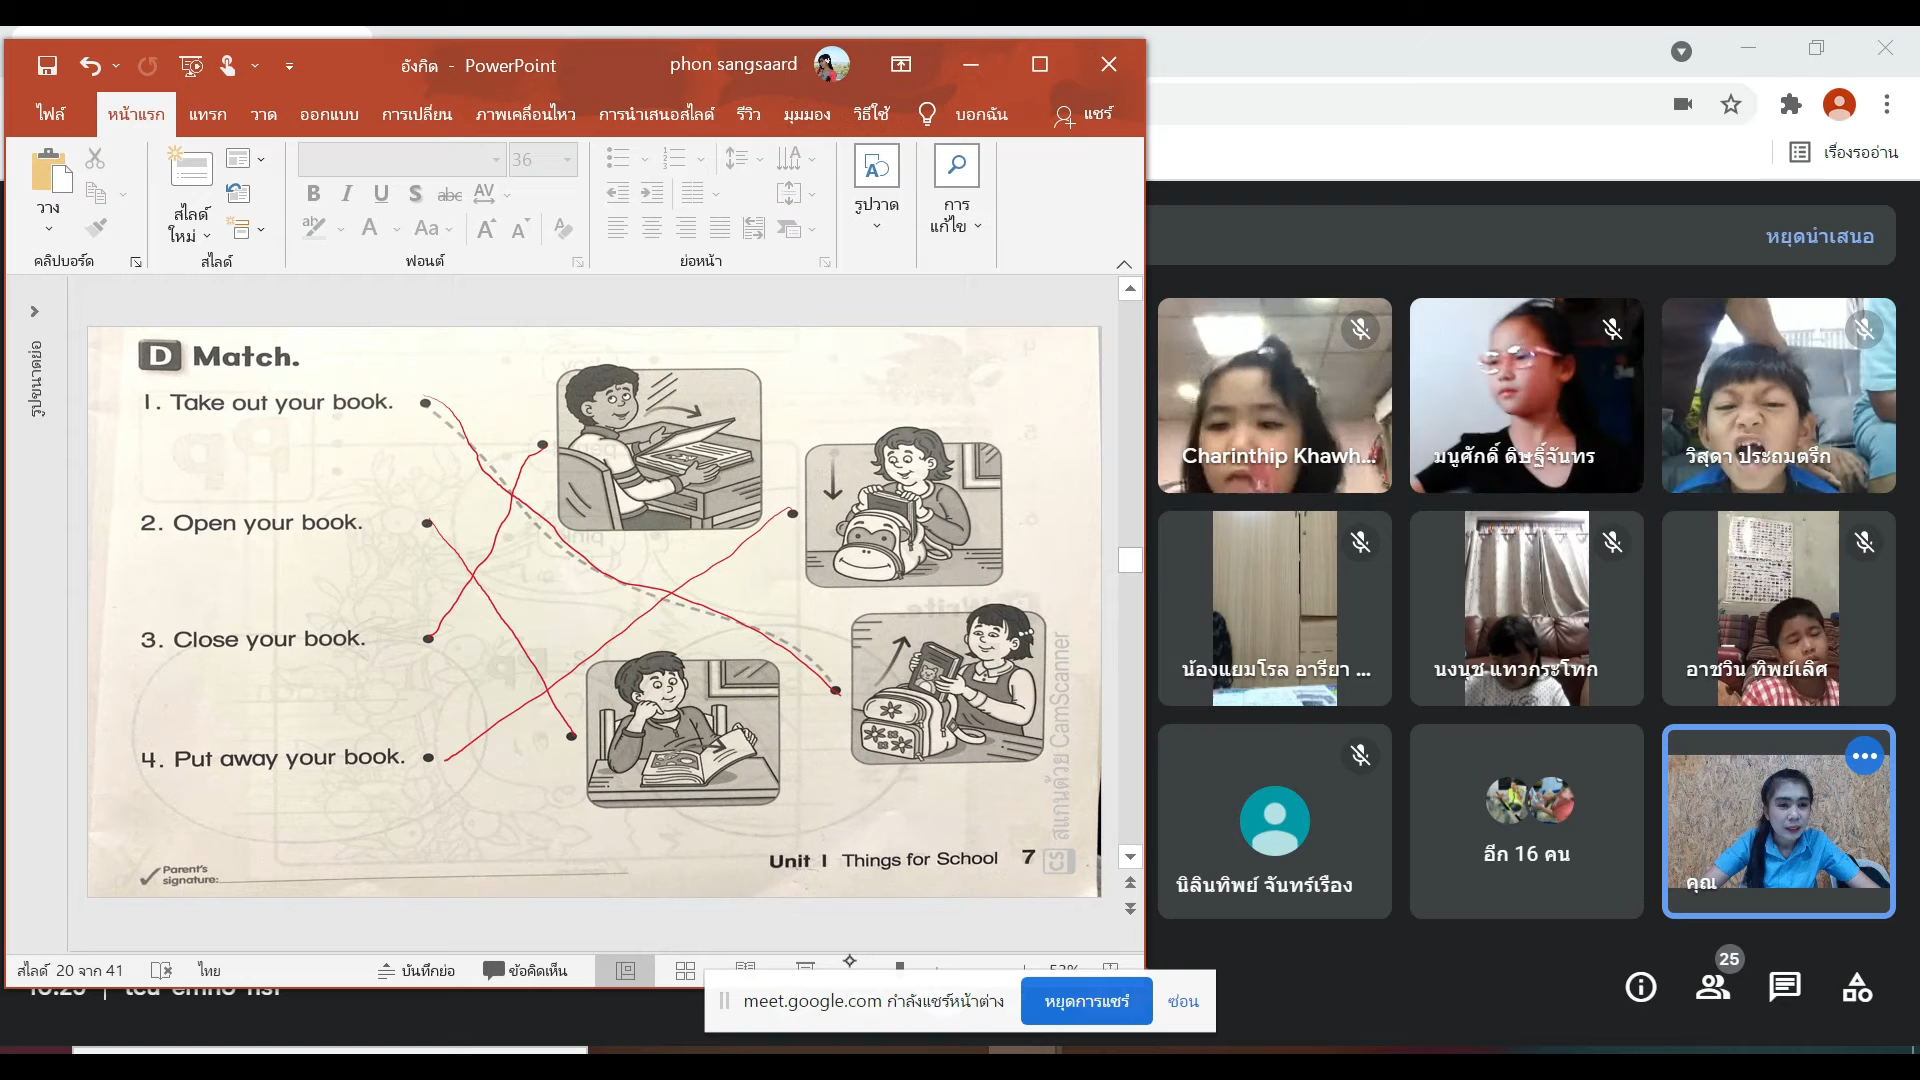 อังกิด - PowerPoint
phon sangsaard
ไฟล์ หน้าแรก แทรก วาด ออกแบบ การเปลี่ยน ภาพเคลื่อนไหว การนำเสนอสไลด์ รีวิว มุมมอง วิธีใช้ บอกฉัน แชร์
เรื่องรออ่าน
36
วาง
สไลด์
ใหม่
B I U S abc AV
Aa A A
รูปวาด
การ
แก้ไข
คลิปบอร์ด สไลด์ ฟอนต์ ย่อหน้า
หยุดนำเสนอ
รูปขนาดย่อ
D Match.
1. Take out your book.
2. Open your book.
3. Close your book.
4. Put away your book.
Parent's
signature:
Unit 1 Things for School 7
CS สแกนด้วย CamScanner
Charinthip Khawh...
มนูศักดิ์ ดิษฐิ์จันทร
วิสุดา ประถมตรีก
น้องแยมโรล อารียา ...
นงนุช แทวกระโทก
อาชวิน ทิพย์เลิศ
นิลินทิพย์ จันทร์เรือง
อีก 16 คน
คุณ
สไลด์ 20 จาก 41
ไทย
บันทึกย่อ
ข้อคิดเห็น
meet.google.com กำลังแชร์หน้าต่าง
หยุดการแชร์
ซ่อน
25